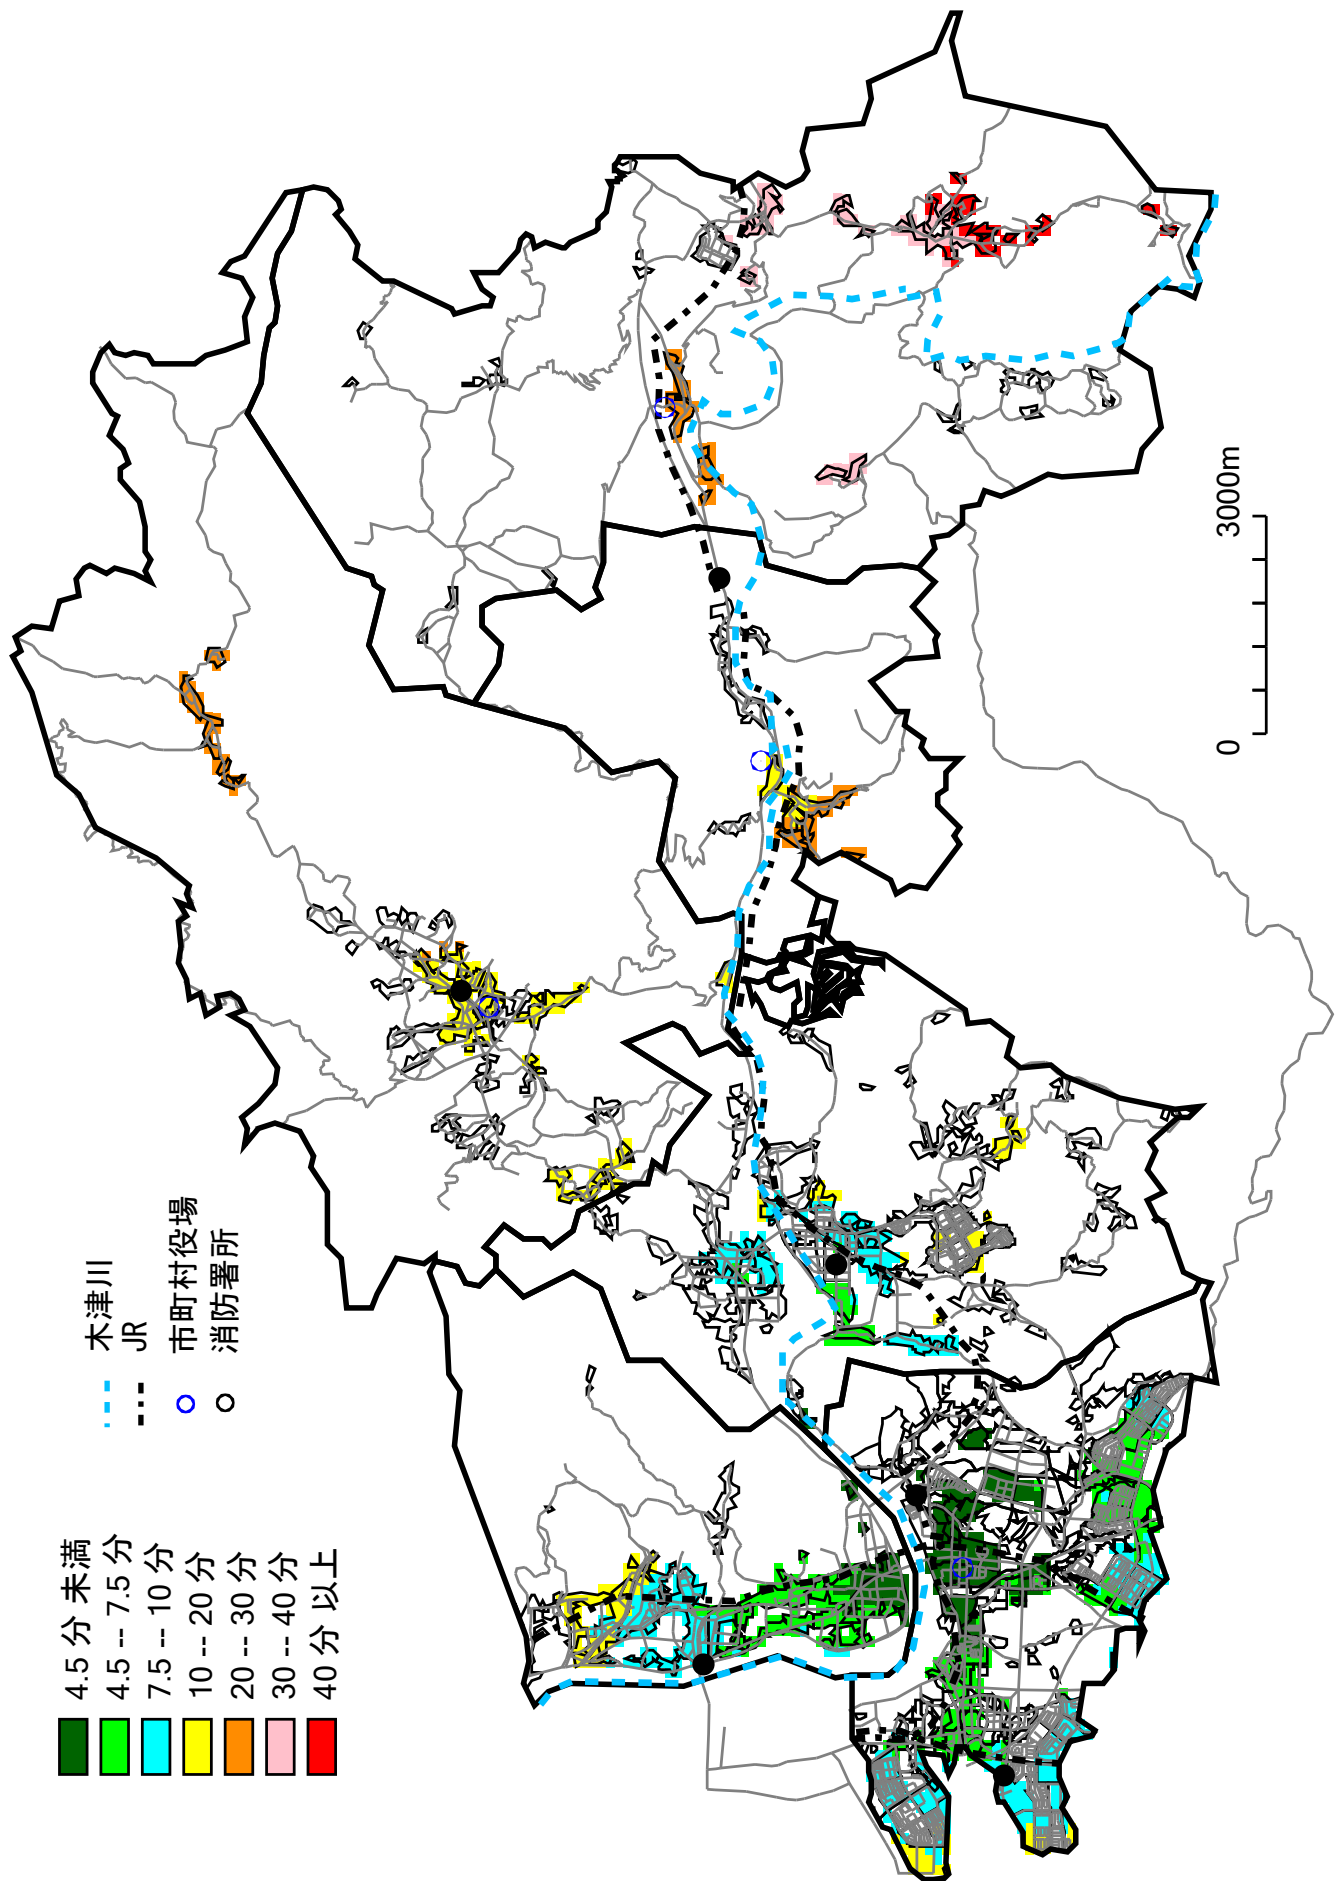 4.5 分 未満
4.5 -- 7.5 分
7.5 -- 10 分
10 -- 20 分
20 -- 30 分
30 -- 40 分
40 分 以上
木津川
JR
市町村役場
消防署所
0 3000m